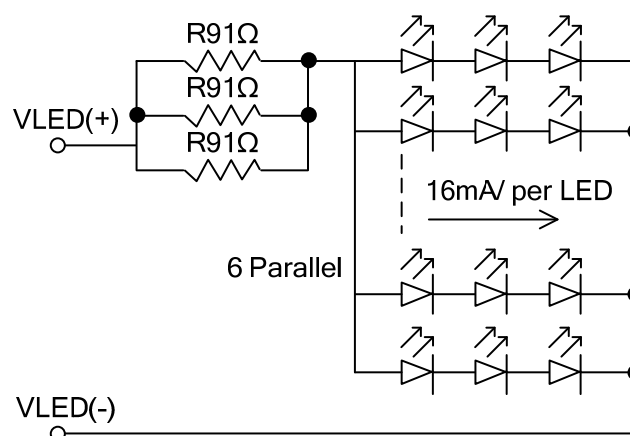 R91Ω
R91Ω
VLED(+)
R91Ω
16mA/ per LED
6 Parallel
VLED(-)